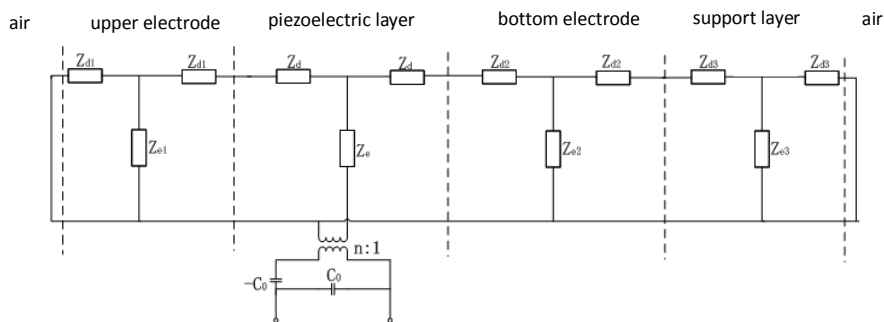 air upper electrode piezoelectric layer bottom electrode support layer air
Zd1 Zd1 Zd Zd Zd2 Zd2 Zd3 Zd3
Ze1 Ze Ze2 Ze3
n:1
-C0 C0